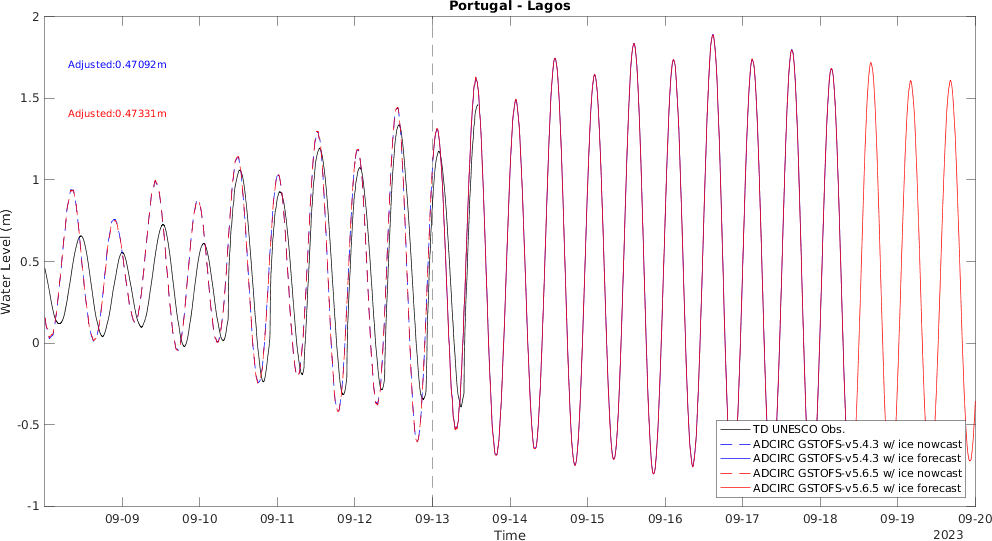 Portugal - Lagos
2
Adjusted:0.47092m
1.5
Adjusted:0.47331m
1
0.5
0
-0.5
-1
Water Level (m)
TD UNESCO Obs.
ADCIRC GSTOFS-v5.4.3 w/ ice nowcast
ADCIRC GSTOFS-v5.4.3 w/ ice forecast
ADCIRC GSTOFS-v5.6.5 w/ ice nowcast
ADCIRC GSTOFS-v5.6.5 w/ ice forecast
09-09 09-10 09-11 09-12 09-13 09-14 09-15 09-16 09-17 09-18 09-19 09-20
Time
2023